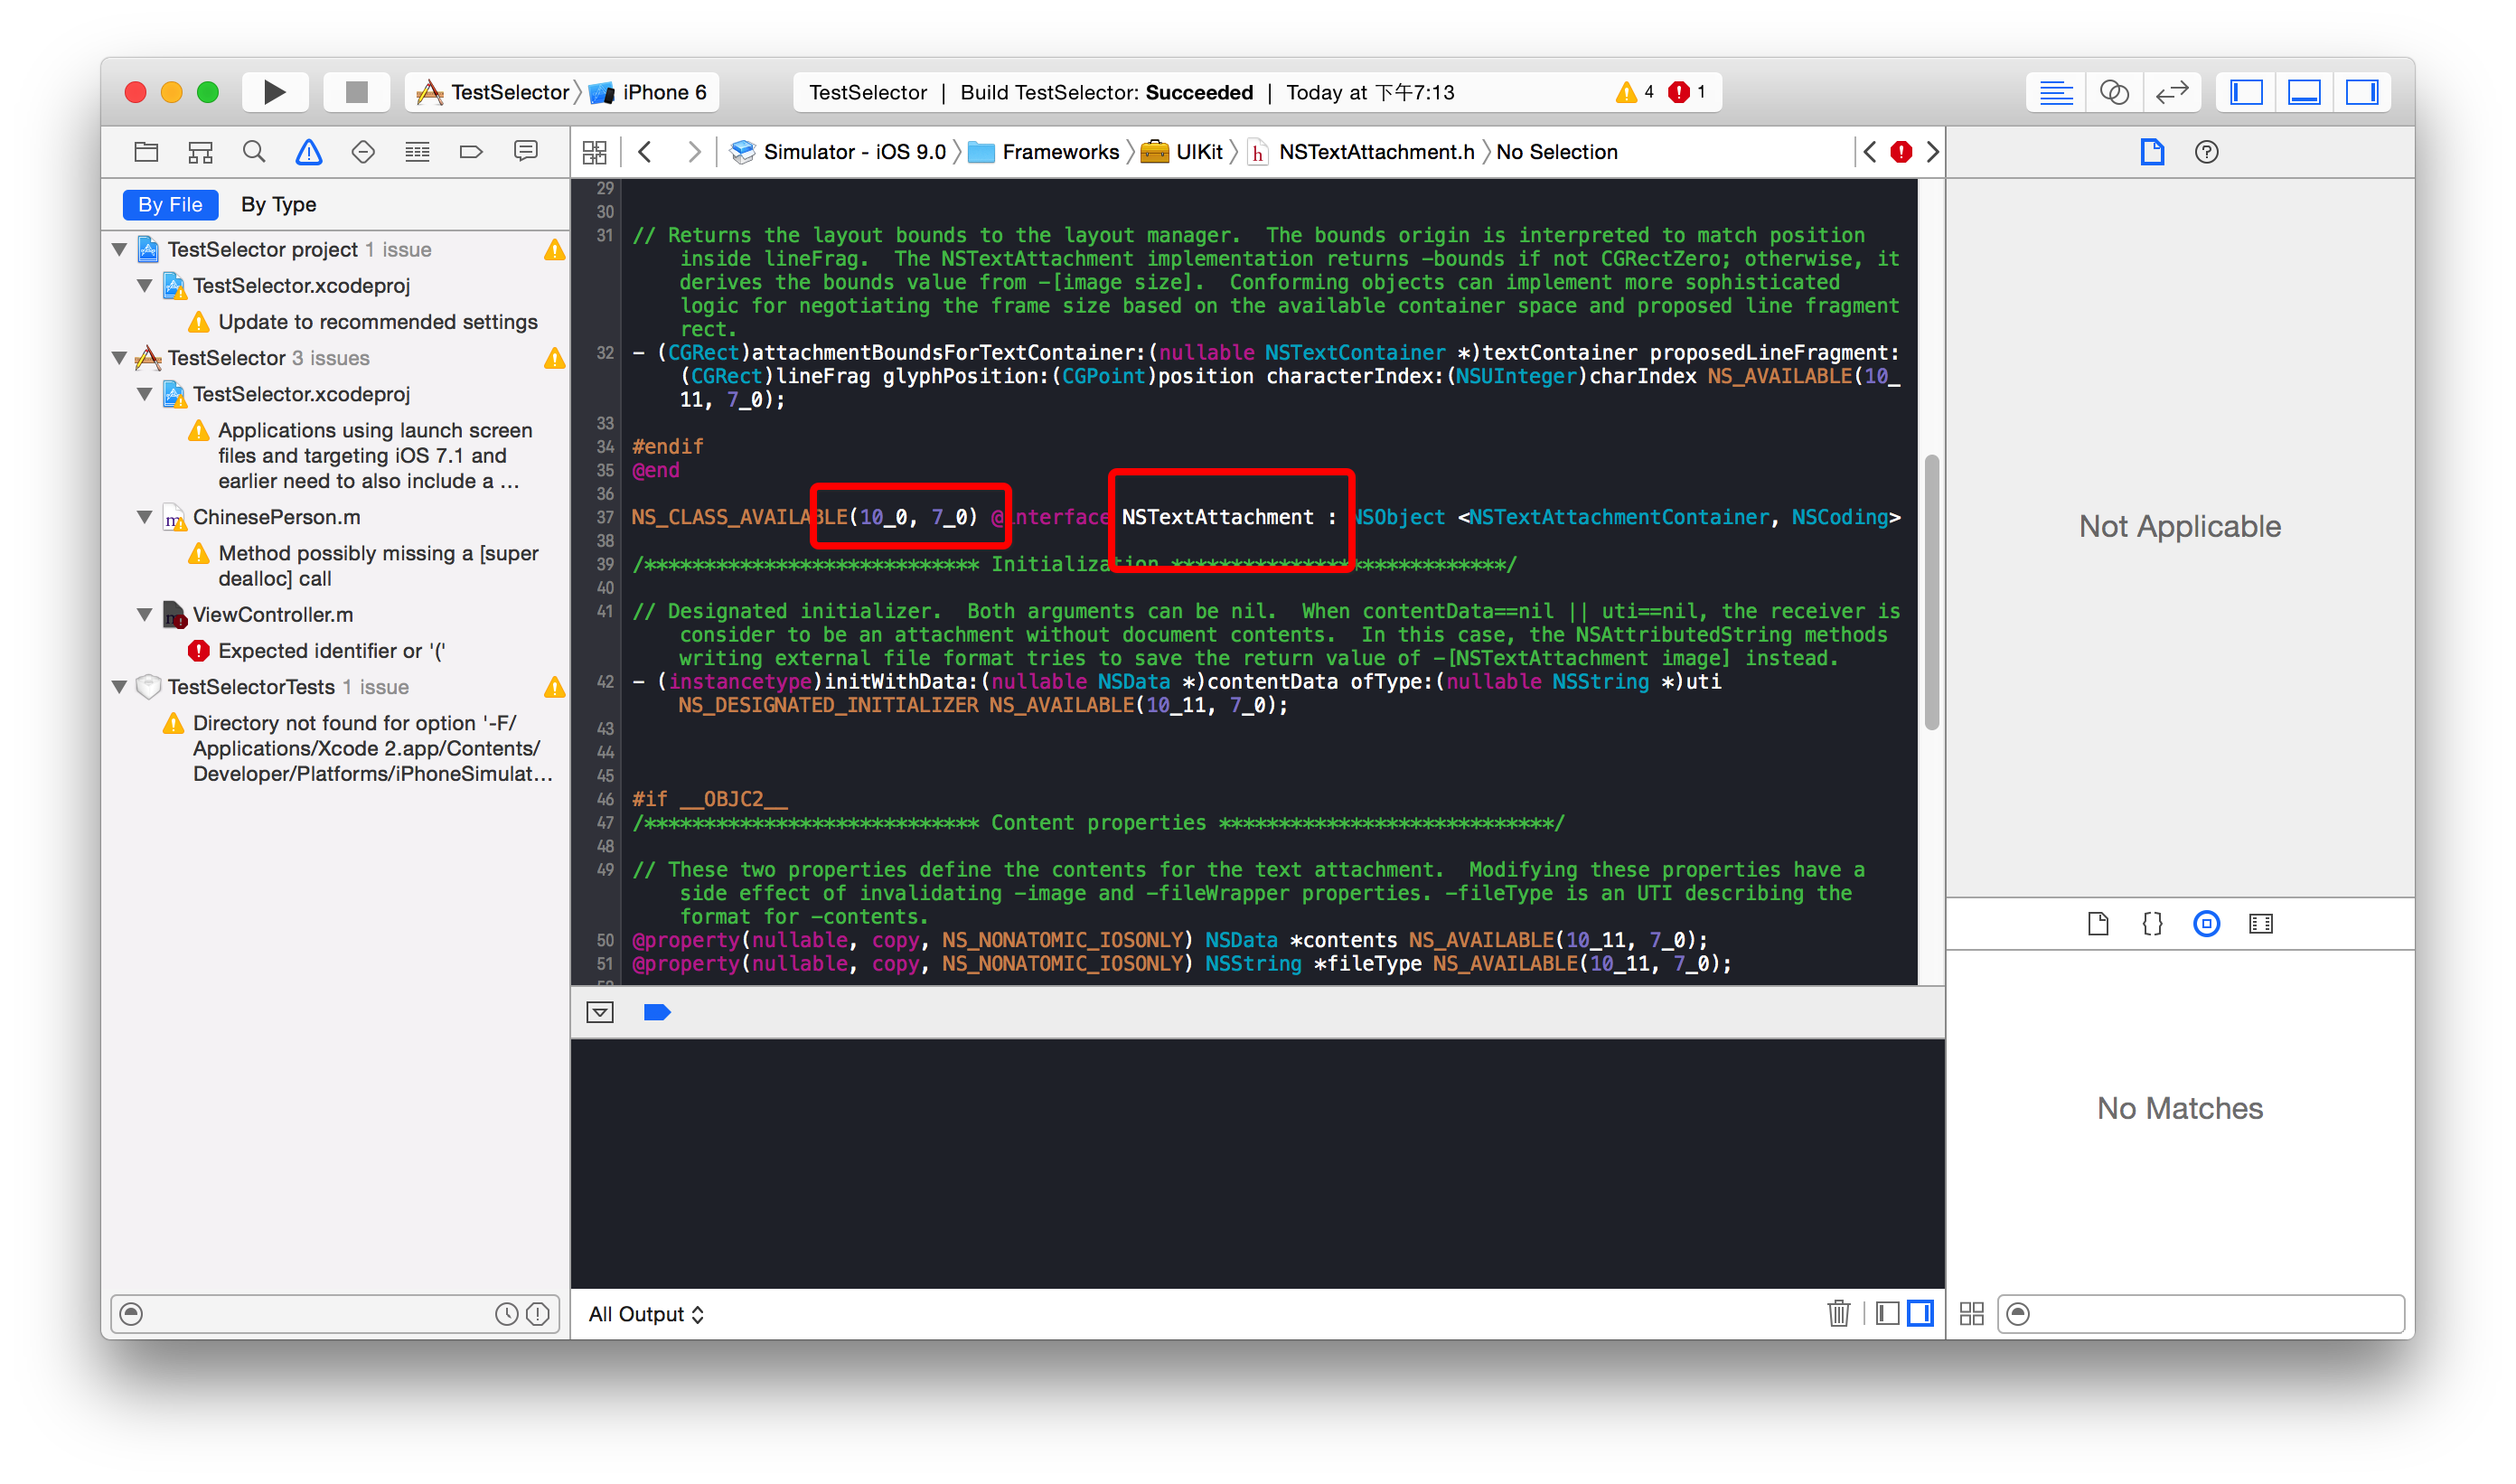 TestSelector 〉 iPhone 6
TestSelector | Build TestSelector: Succeeded | Today at 下午7:13
4
1
Simulator - iOS 9.0 〉 Frameworks 〉 UIKit 〉 h NSTextAttachment.h 〉 No Selection
By File By Type
TestSelector project 1 issue
TestSelector.xcodeproj
Update to recommended settings
TestSelector 3 issues
TestSelector.xcodeproj
Applications using launch screen
files and targeting iOS 7.1 and
earlier need to also include a ...
ChinesePerson.m
Method possibly missing a [super
dealloc] call
ViewController.m
Expected identifier or '('
TestSelectorTests 1 issue
Directory not found for option '-F/
Applications/Xcode 2.app/Contents/
Developer/Platforms/iPhoneSimulat...
29
30
31 // Returns the layout bounds to the layout manager.  The bounds origin is interpreted to match position
inside lineFrag.  The NSTextAttachment implementation returns -bounds if not CGRectZero; otherwise, it
derives the bounds value from -[image size].  Conforming objects can implement more sophisticated
logic for negotiating the frame size based on the available container space and proposed line fragment
rect.
32 - (CGRect)attachmentBoundsForTextContainer:(nullable NSTextContainer *)textContainer proposedLineFragment:
(CGRect)lineFrag glyphPosition:(CGPoint)position characterIndex:(NSUInteger)charIndex NS_AVAILABLE(10_
11, 7_0);
33
34 #endif
35 @end
36
37 NS_CLASS_AVAILABLE(10_0, 7_0) @interface NSTextAttachment : NSObject <NSTextAttachmentContainer, NSCoding>
38
39 /**************************** Initialization ****************************/
40
41 // Designated initializer.  Both arguments can be nil.  When contentData==nil || uti==nil, the receiver is
consider to be an attachment without document contents.  In this case, the NSAttributedString methods
writing external file format tries to save the return value of -[NSTextAttachment image] instead.
42 - (instancetype)initWithData:(nullable NSData *)contentData ofType:(nullable NSString *)uti
NS_DESIGNATED_INITIALIZER NS_AVAILABLE(10_11, 7_0);
43
44
45
46 #if __OBJC2__
47 /**************************** Content properties ****************************/
48
49 // These two properties define the contents for the text attachment.  Modifying these properties have a
side effect of invalidating -image and -fileWrapper properties. -fileType is an UTI describing the
format for -contents.
50 @property(nullable, copy, NS_NONATOMIC_IOSONLY) NSData *contents NS_AVAILABLE(10_11, 7_0);
51 @property(nullable, copy, NS_NONATOMIC_IOSONLY) NSString *fileType NS_AVAILABLE(10_11, 7_0);
All Output
Not Applicable
No Matches